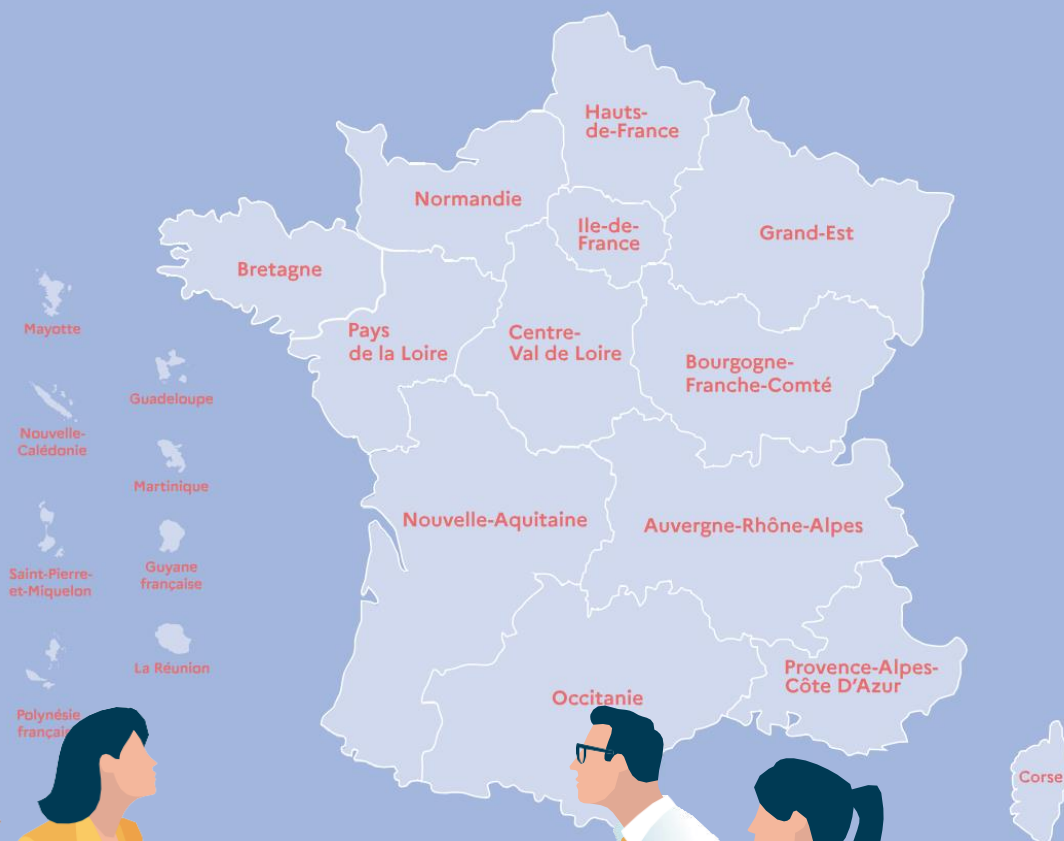 Hauts-
de-France
Normandie
Ile-de-
France
Grand-Est
Bretagne
Pays
de la Loire
Centre-
Val de Loire
Bourgogne-
Franche-Comté
Nouvelle-Aquitaine
Auvergne-Rhône-Alpes
Occitanie
Provence-Alpes-
Côte D'Azur
Corse
Mayotte
Guadeloupe
Nouvelle-
Calédonie
Martinique
Saint-Pierre-
et-Miquelon
Guyane
française
La Réunion
Polynésie
françai